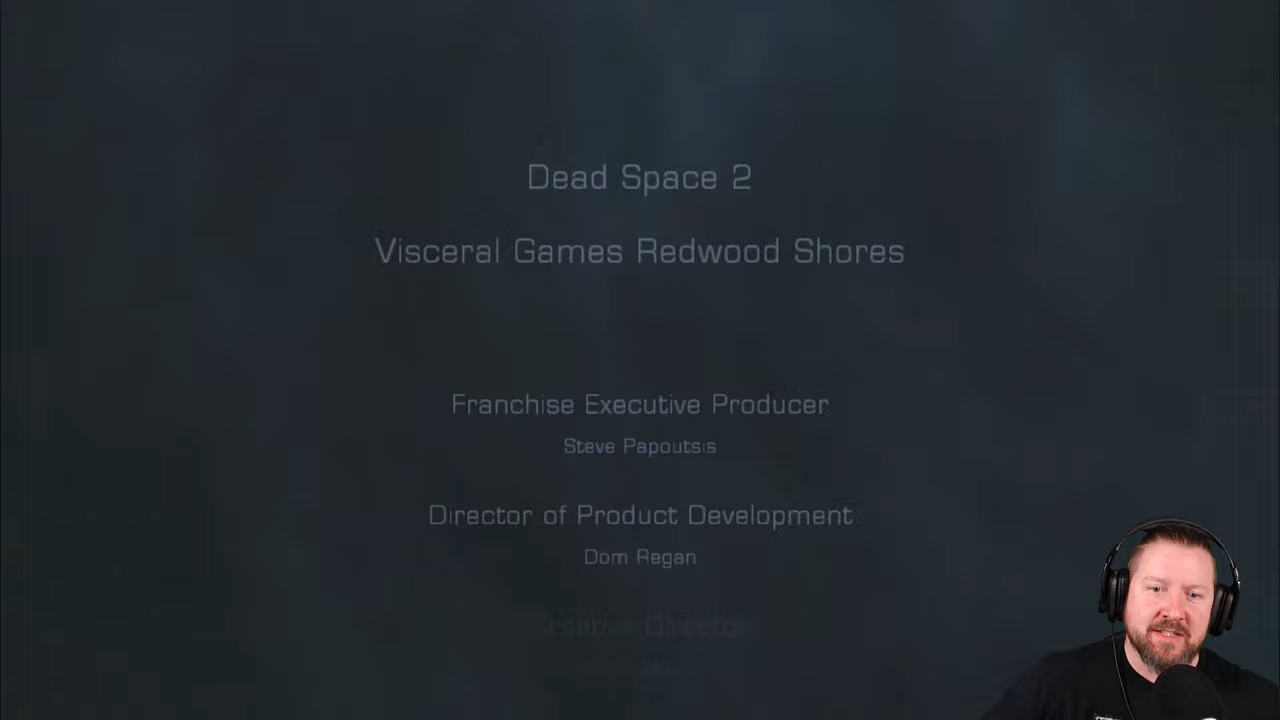 Dead Space 2
Visceral Games Redwood Shores
Franchise Executive Producer
Steve Papoutsis
Director of Product Development
Dom Regan